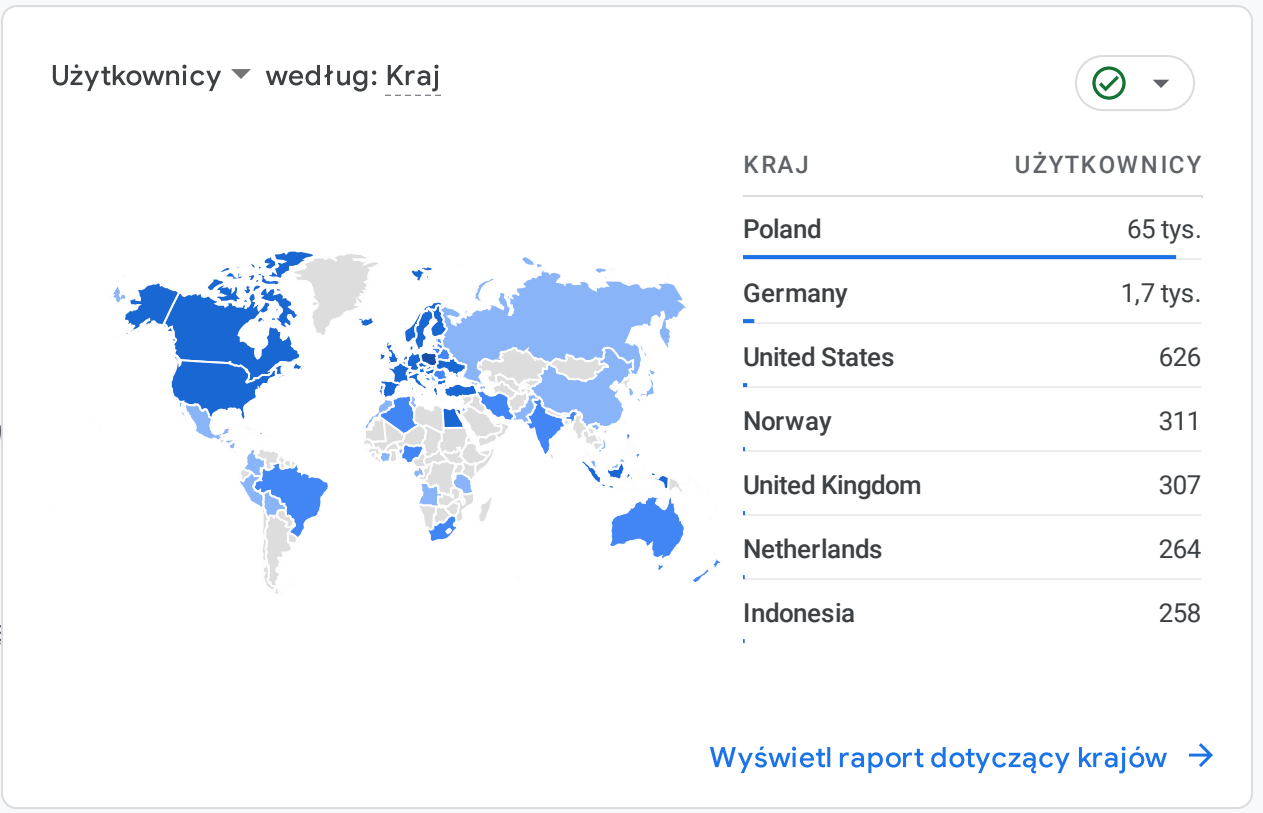 Użytkownicy według: Kraj
KRAJ UŻYTKOWNICY
Poland 65 tys.
Germany 1,7 tys.
United States 626
Norway 311
United Kingdom 307
Netherlands 264
Indonesia 258
Wyświetl raport dotyczący krajów